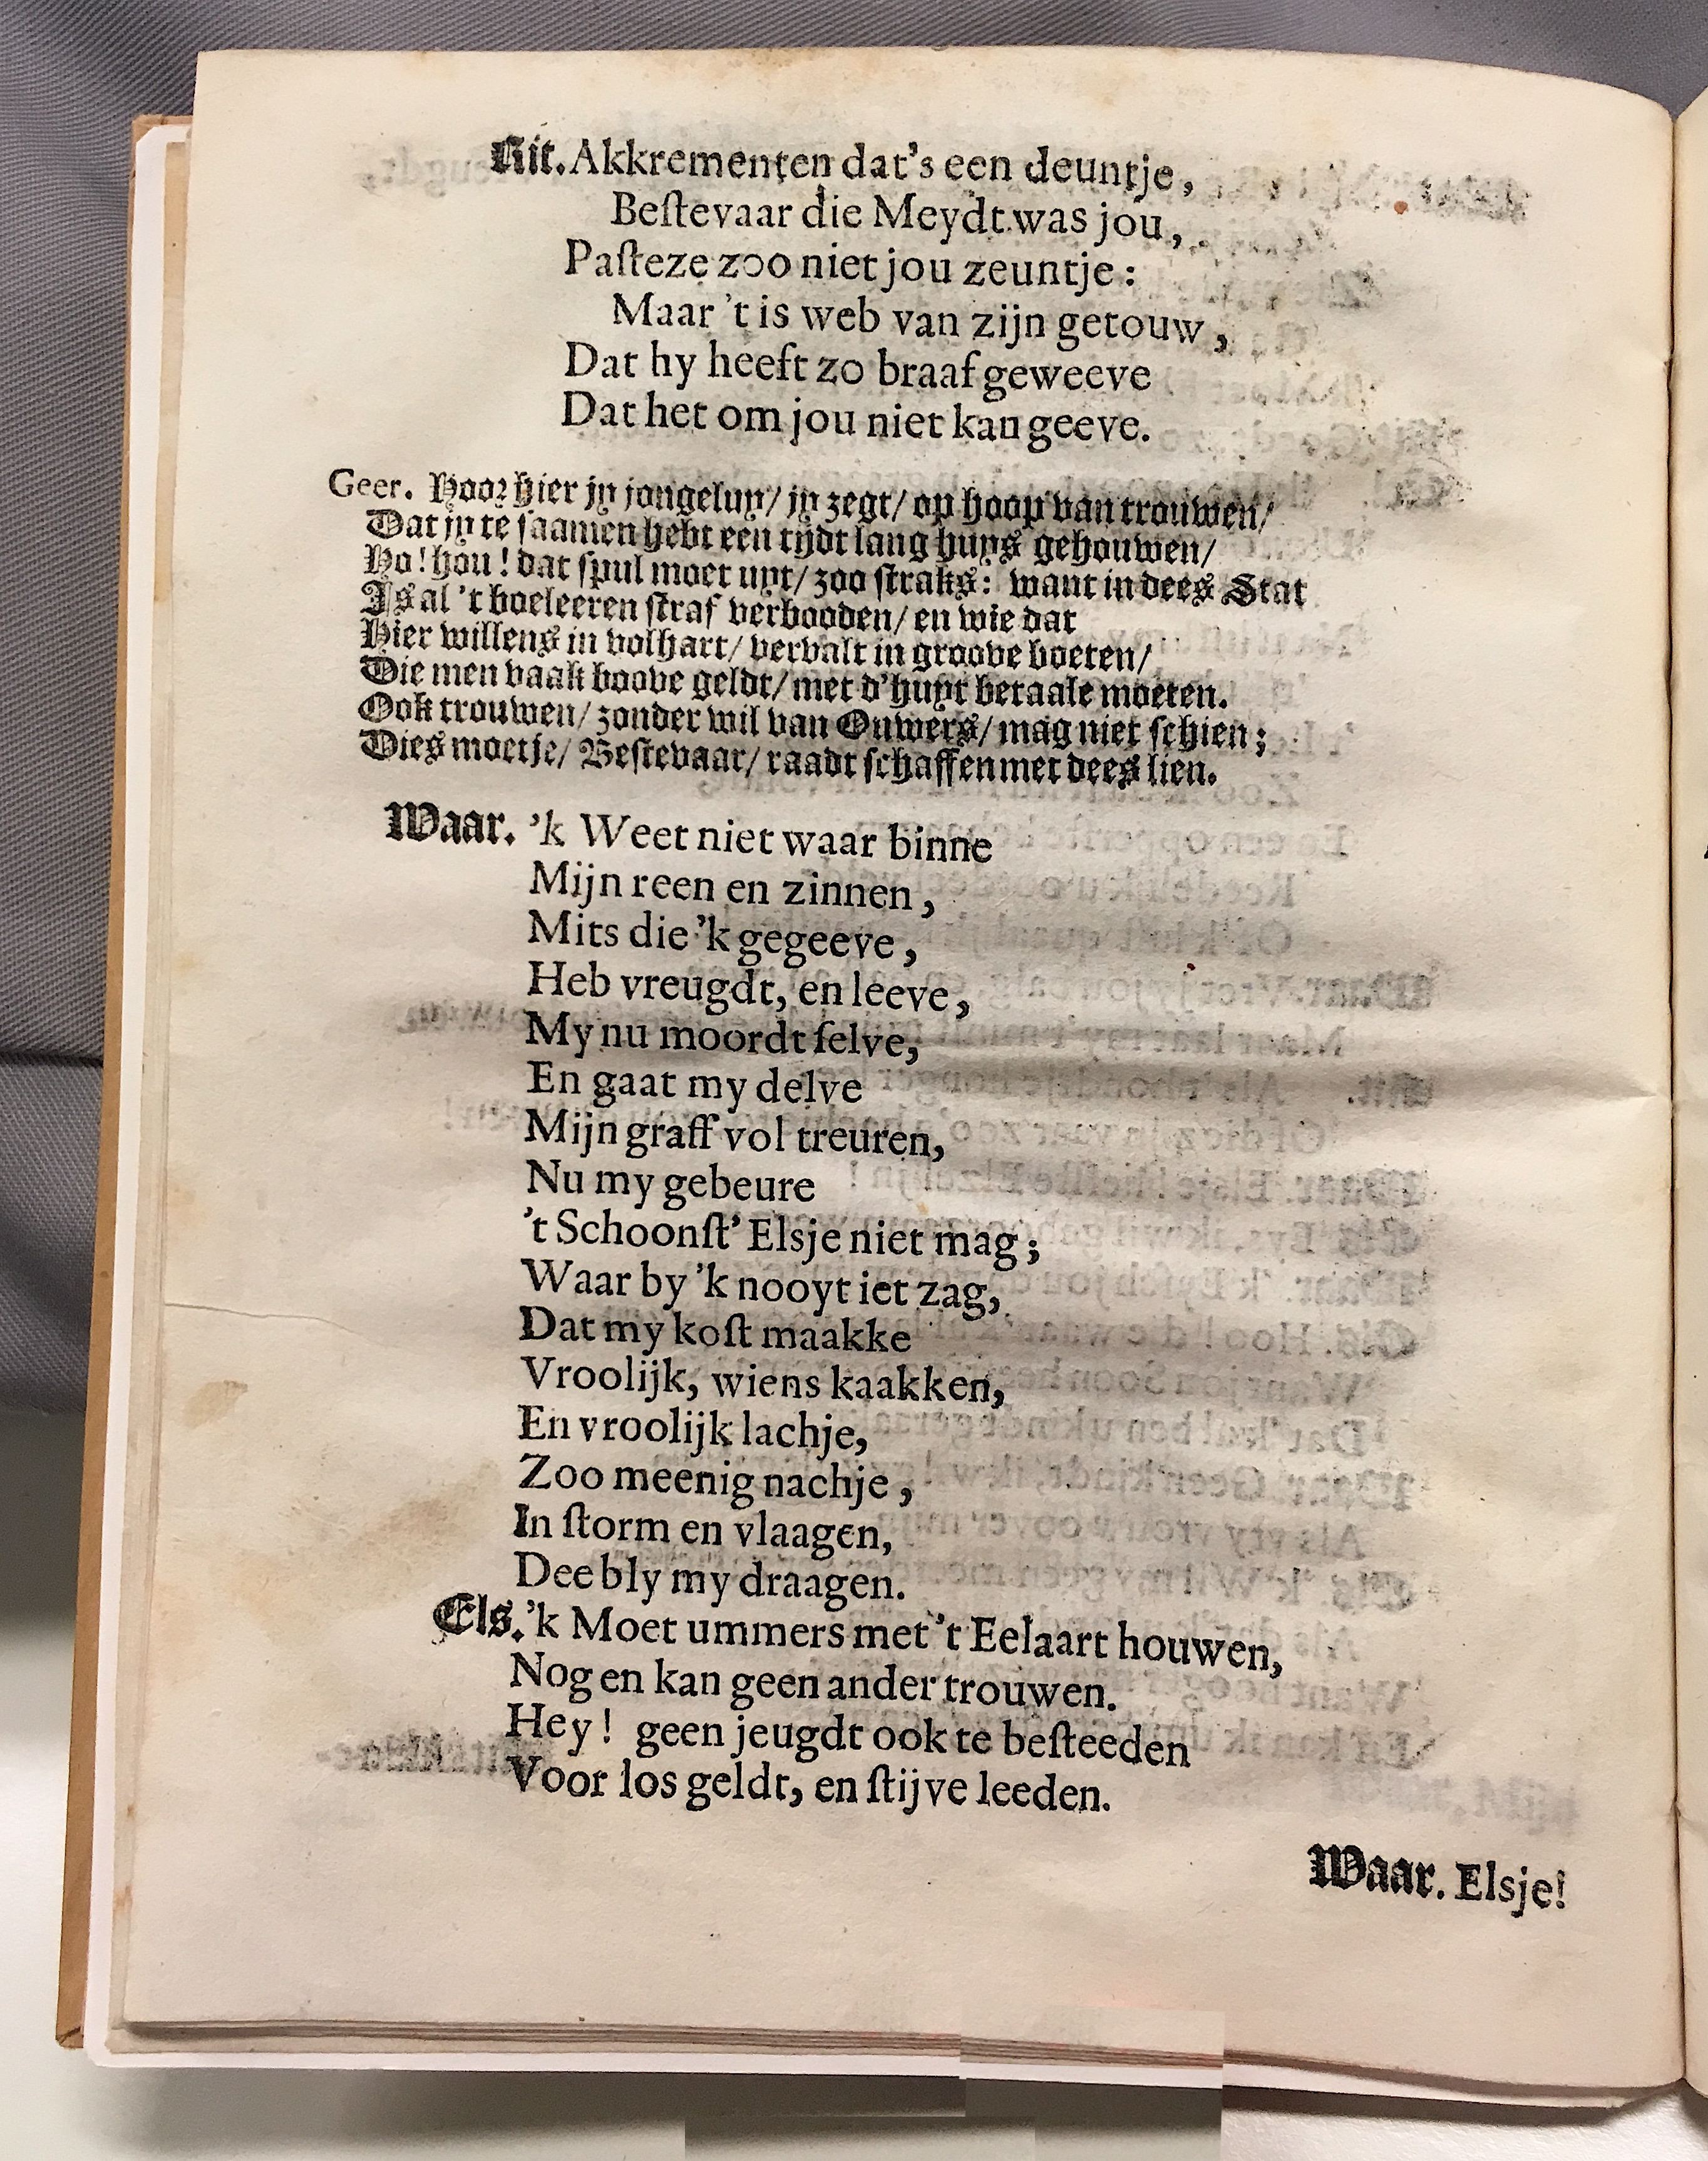 Kit. Akkrementen dat's een deuntje,
Beſtevaar die Meydt was jou,
Paſteze zoo niet jou zeuntje:
Maar 't is web van zijn getouw,
Dat hy heeft zo braaf geweeve
Dat het om jou niet kan geeve.
Geer. Hoor hier jy jongeluy/ jy zegt/ op hoop van trouwen/
Dat jy te ſaamen hebt een tijdt lang huys gehouwen/
Ho! hou! dat ſpul moet uyt/ zoo ſtraks: want in dees Stat
Is al 't boeleeren ſtraf verbooden/ en wie dat
Hier willens in volhart/ vervalt in groove boeten/
Die men vaak boove geldt/ met d'huyt betaale moeten.
Ook trouwen/ zonder wil van Ouwers/ mag niet ſchien;
Dies moetje/ Beſtevaar/ raadt ſchaffen met dees lien.
Waar. 'k Weet niet waar binne
Mijn reen en zinnen,
Mits die 'k gegeeve,
Heb vreugdt, en leeve,
My nu moordt ſelve,
En gaat my delve
Mijn graff vol treuren,
Nu my gebeure
't Schoonſt' Elsje niet mag;
Waar by 'k nooyt iet zag,
Dat my koſt maakke
Vroolijk, wiens kaakken,
En vroolijk lachje,
Zoo meenig nachje,
In ſtorm en vlaagen,
Dee bly my draagen.
Els. 'k Moet ummers met 't Eelaart houwen,
Nog en kan geen ander trouwen.
Hey! geen jeugdt ook te beſteeden
Voor los geldt, en ſtijve leeden.
Waar. Elsje!